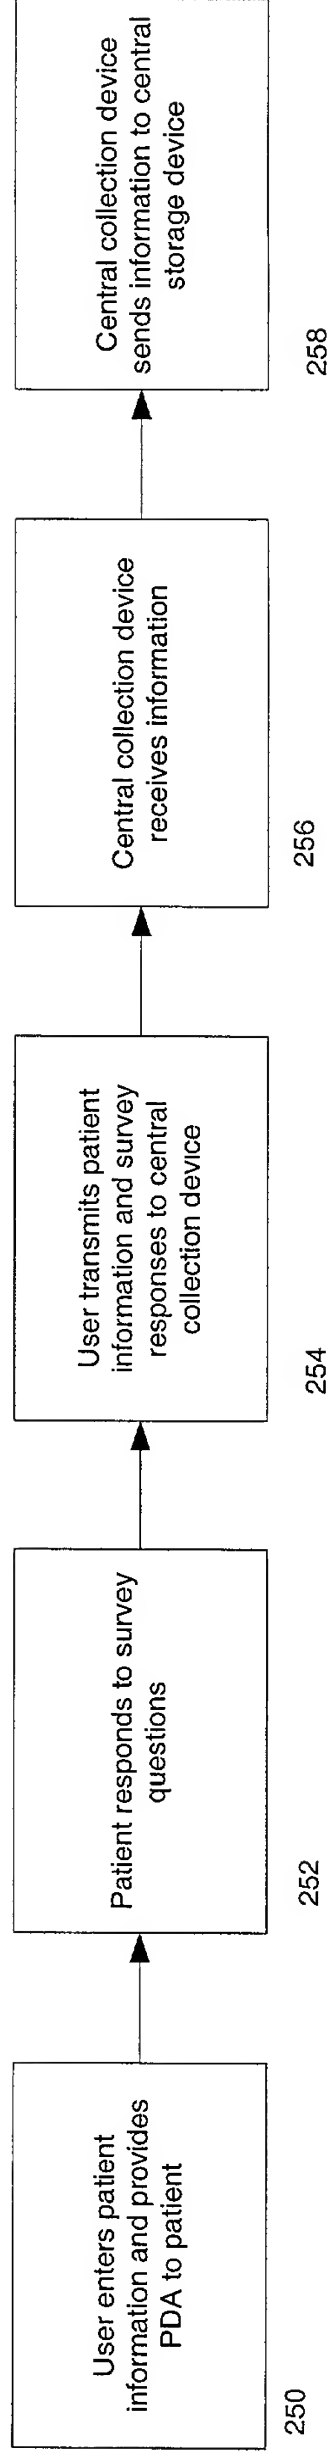 User enters patient
information and provides
PDA to patient
250
Patient responds to survey
questions
252
User transmits patient
information and survey
responses to central
collection device
254
Central collection device
receives information
256
Central collection device
sends information to central
storage device
258